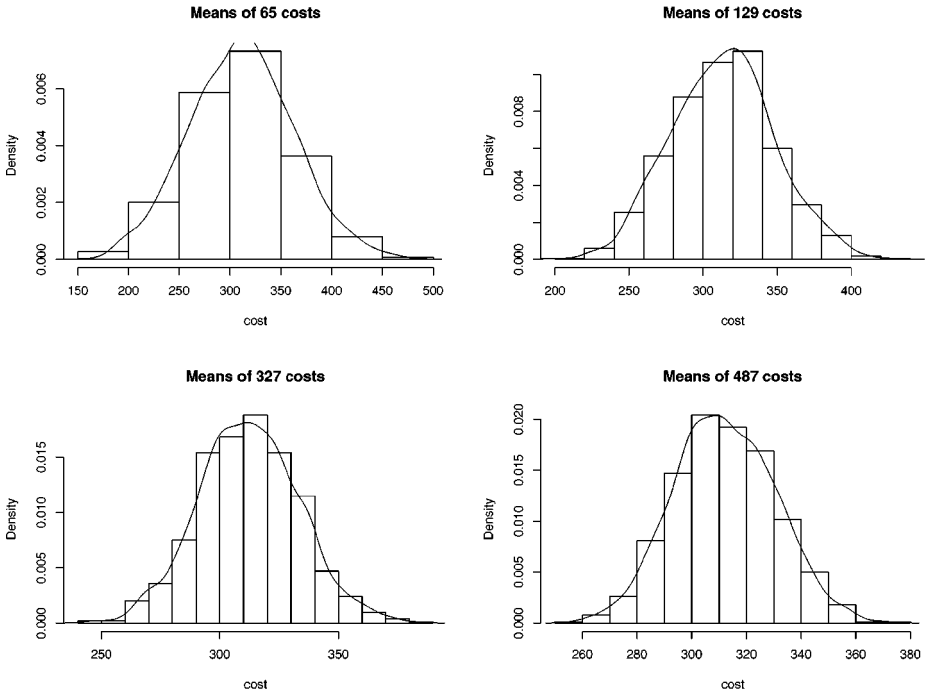 Means of 65 costs
Density
0.000 0.002 0.004 0.006
150 200 250 300 350 400 450 500
cost
Means of 129 costs
Density
0.000 0.004 0.008
200 250 300 350 400
cost
Means of 327 costs
Density
0.000 0.005 0.010 0.015
250 300 350
cost
Means of 487 costs
Density
0.000 0.005 0.010 0.015 0.020
260 280 300 320 340 360 380
cost